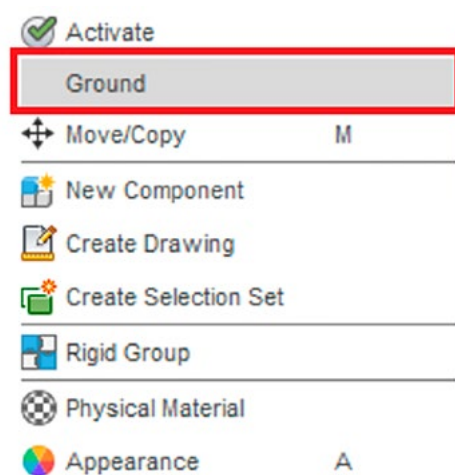 Activate
Ground
Move/Copy M
New Component
Create Drawing
Create Selection Set
Rigid Group
Physical Material
Appearance A